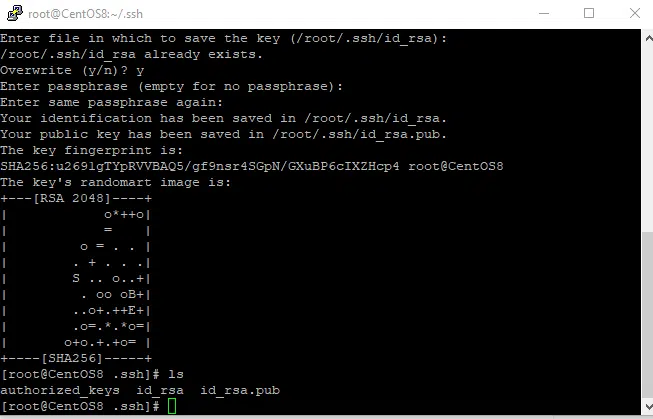 root@CentOS8:~/.ssh
Enter file in which to save the key (/root/.ssh/id_rsa):
/root/.ssh/id_rsa already exists.
Overwrite (y/n)? y
Enter passphrase (empty for no passphrase):
Enter same passphrase again:
Your identification has been saved in /root/.ssh/id_rsa.
Your public key has been saved in /root/.ssh/id_rsa.pub.
The key fingerprint is:
SHA256:u2691gTYpRVVBAQ5/gf9nsr4SGpN/GXuBP6cIXZHcp4 root@CentOS8
The key's randomart image is:
+---[RSA 2048]----+
|            o*++o|
|            =    |
|         o = . . |
|        . + . . .|
|        S .. o..+|
|         . oo oB+|
|        ..o+.++E+|
|        .o=.*.*o=|
|       o+o.+.+o= |
+----[SHA256]-----+
[root@CentOS8 .ssh]# ls
authorized_keys  id_rsa  id_rsa.pub
[root@CentOS8 .ssh]#